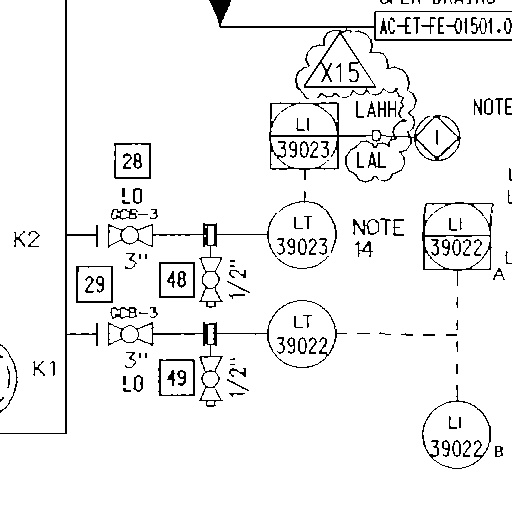 AC-ET-FE-01501.0
X15
LAHH
NOTE
LI
39023
I
LAL
28
LO
GCB-3
K2
3"
LT
39023
NOTE
14
LI
39022
A
29
48
1/2"
GCB-3
LT
39022
K1
3"
LO
49
1/2"
LI
39022
B